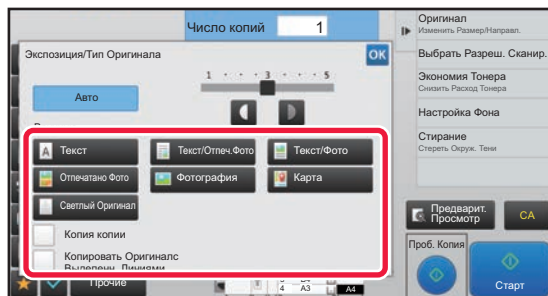 Число копий 1
Экспозиция/Тип Оригинала
OK
1 3 5
Авто
Текст
Текст/Отпеч.Фото
Текст/Фото
Отпечатано Фото
Фотография
Карта
Светлый Оригинал
Копия копии
Копировать Оригиналс
Выделенн. Линиями
Прочие
4 A3
A4
Оригинал
Изменить Размер/Направл.
Выбрать Разреш. Сканир.
Экономия Тонера
Снизить Расход Тонера
Настройка Фона
Стирание
Стереть Окруж. Тени
Предварит.
Просмотр
CA
Проб. Копия
Старт